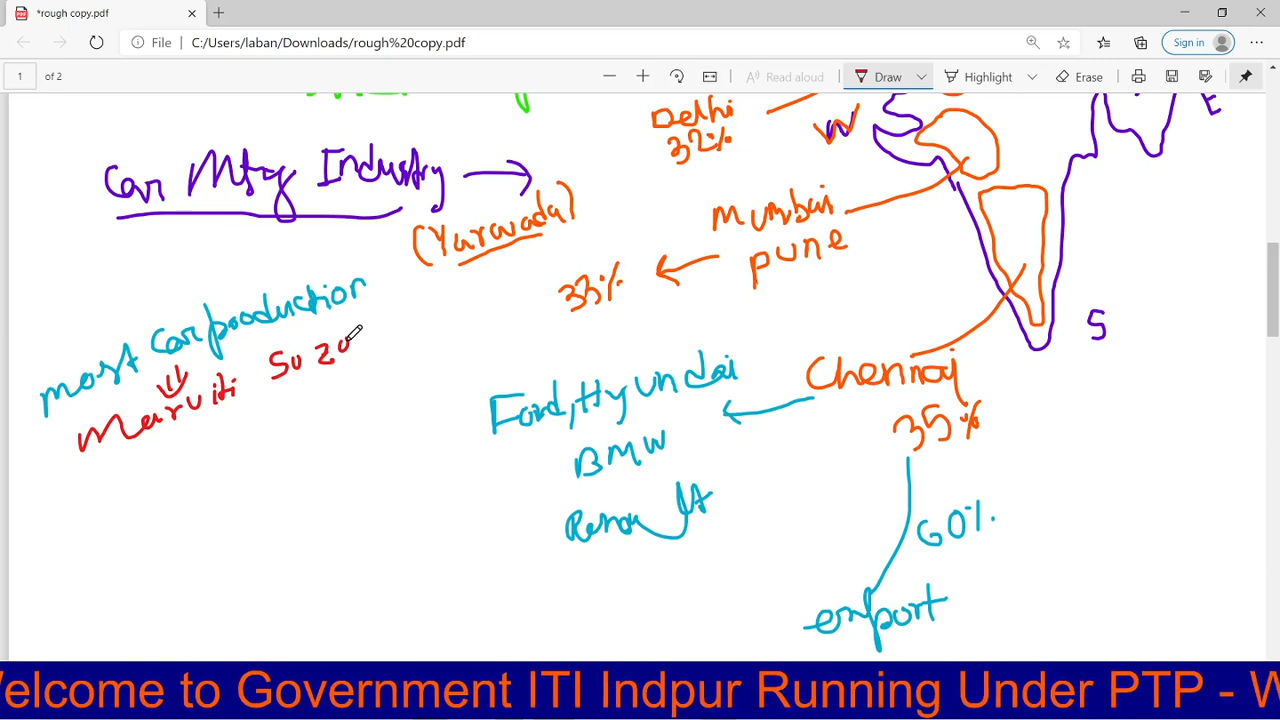 *rough copy.pdf
File C:/Users/laban/Downloads/rough%20copy.pdf
Sign in
1 of 2
Read aloud Draw Highlight Erase
Delhi
32%
W
E
Car Mfg Industry
(Yarawada)
Mumbai
pune
33%
S
most car production
Maruiti Suzu
Chennai
35%
Ford, Hyundai
BMW
Renault
60%
export
elcome to Government ITI Indpur Running Under PTP - W